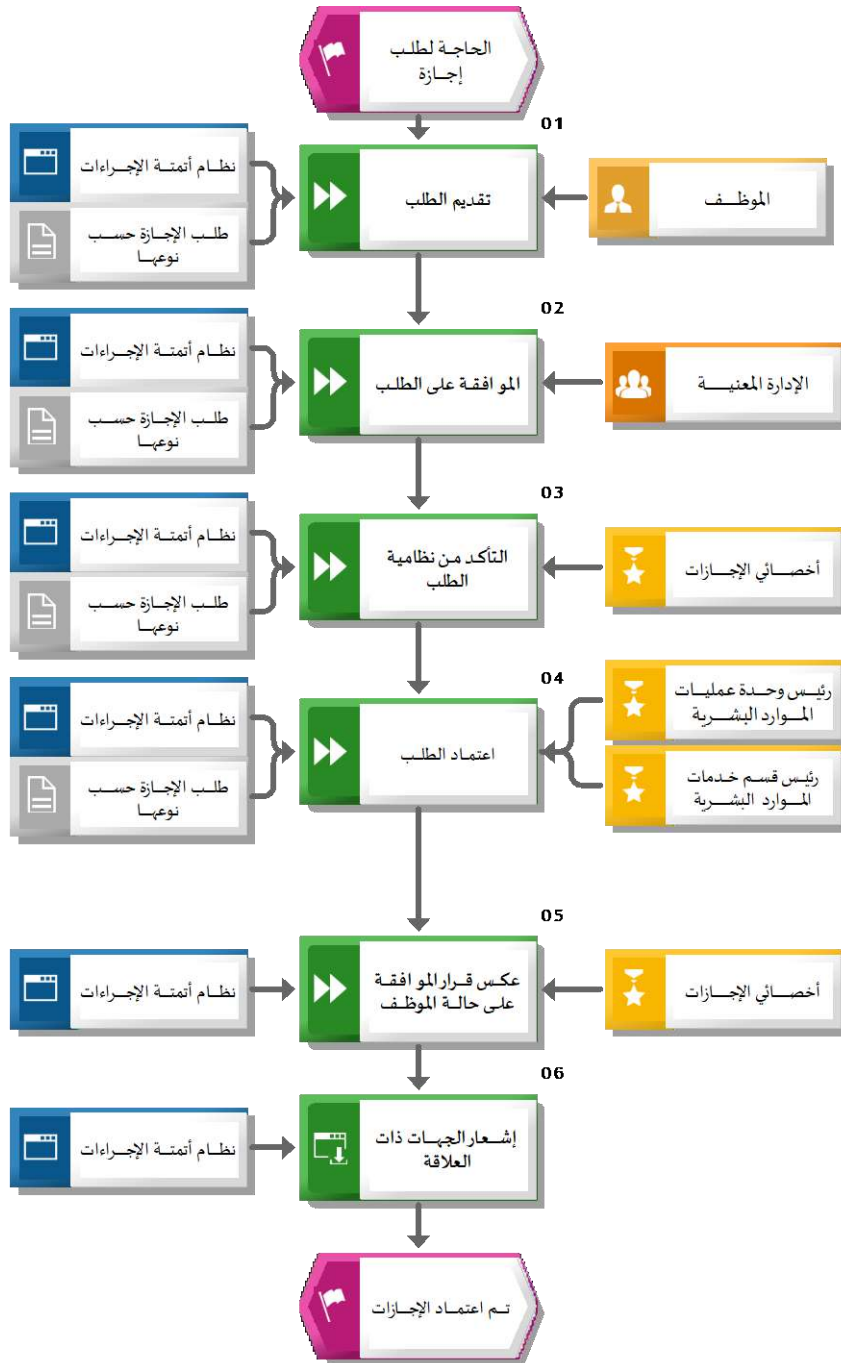 الحاجة لطلب
إجازة
01
الموظف
تقديم الطلب
نظام أتمتة الإجراءات
طلب الإجازة حسب
نوعها
02
الإدارة المعنية
الموافقة على الطلب
نظام أتمتة الإجراءات
طلب الإجازة حسب
نوعها
03
أخصائي الإجازات
التأكد من نظامية
الطلب
نظام أتمتة الإجراءات
طلب الإجازة حسب
نوعها
04
رئيس وحدة عمليات
الموارد البشرية
رئيس قسم خدمات
الموارد البشرية
اعتماد الطلب
نظام أتمتة الإجراءات
طلب الإجازة حسب
نوعها
05
أخصائي الإجازات
عكس قرار الموافقة
على حالة الموظف
نظام أتمتة الإجراءات
06
إشعار الجهات ذات
العلاقة
نظام أتمتة الإجراءات
تم اعتماد الإجازات